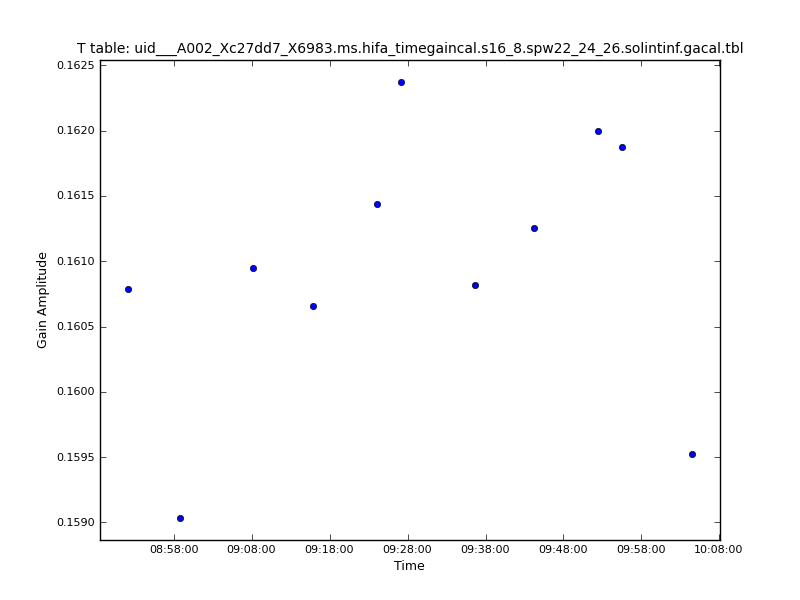 T table: uid___A002_Xc27dd7_X6983.ms.hifa_timegaincal.s16_8.spw22_24_26.solintinf.gacal.tbl
0.1625
0.1620
0.1615
0.1610
0.1605
0.1600
0.1595
0.1590
Gain Amplitude
08:58:00 09:08:00 09:18:00 09:28:00 09:38:00 09:48:00 09:58:00 10:08:00
Time